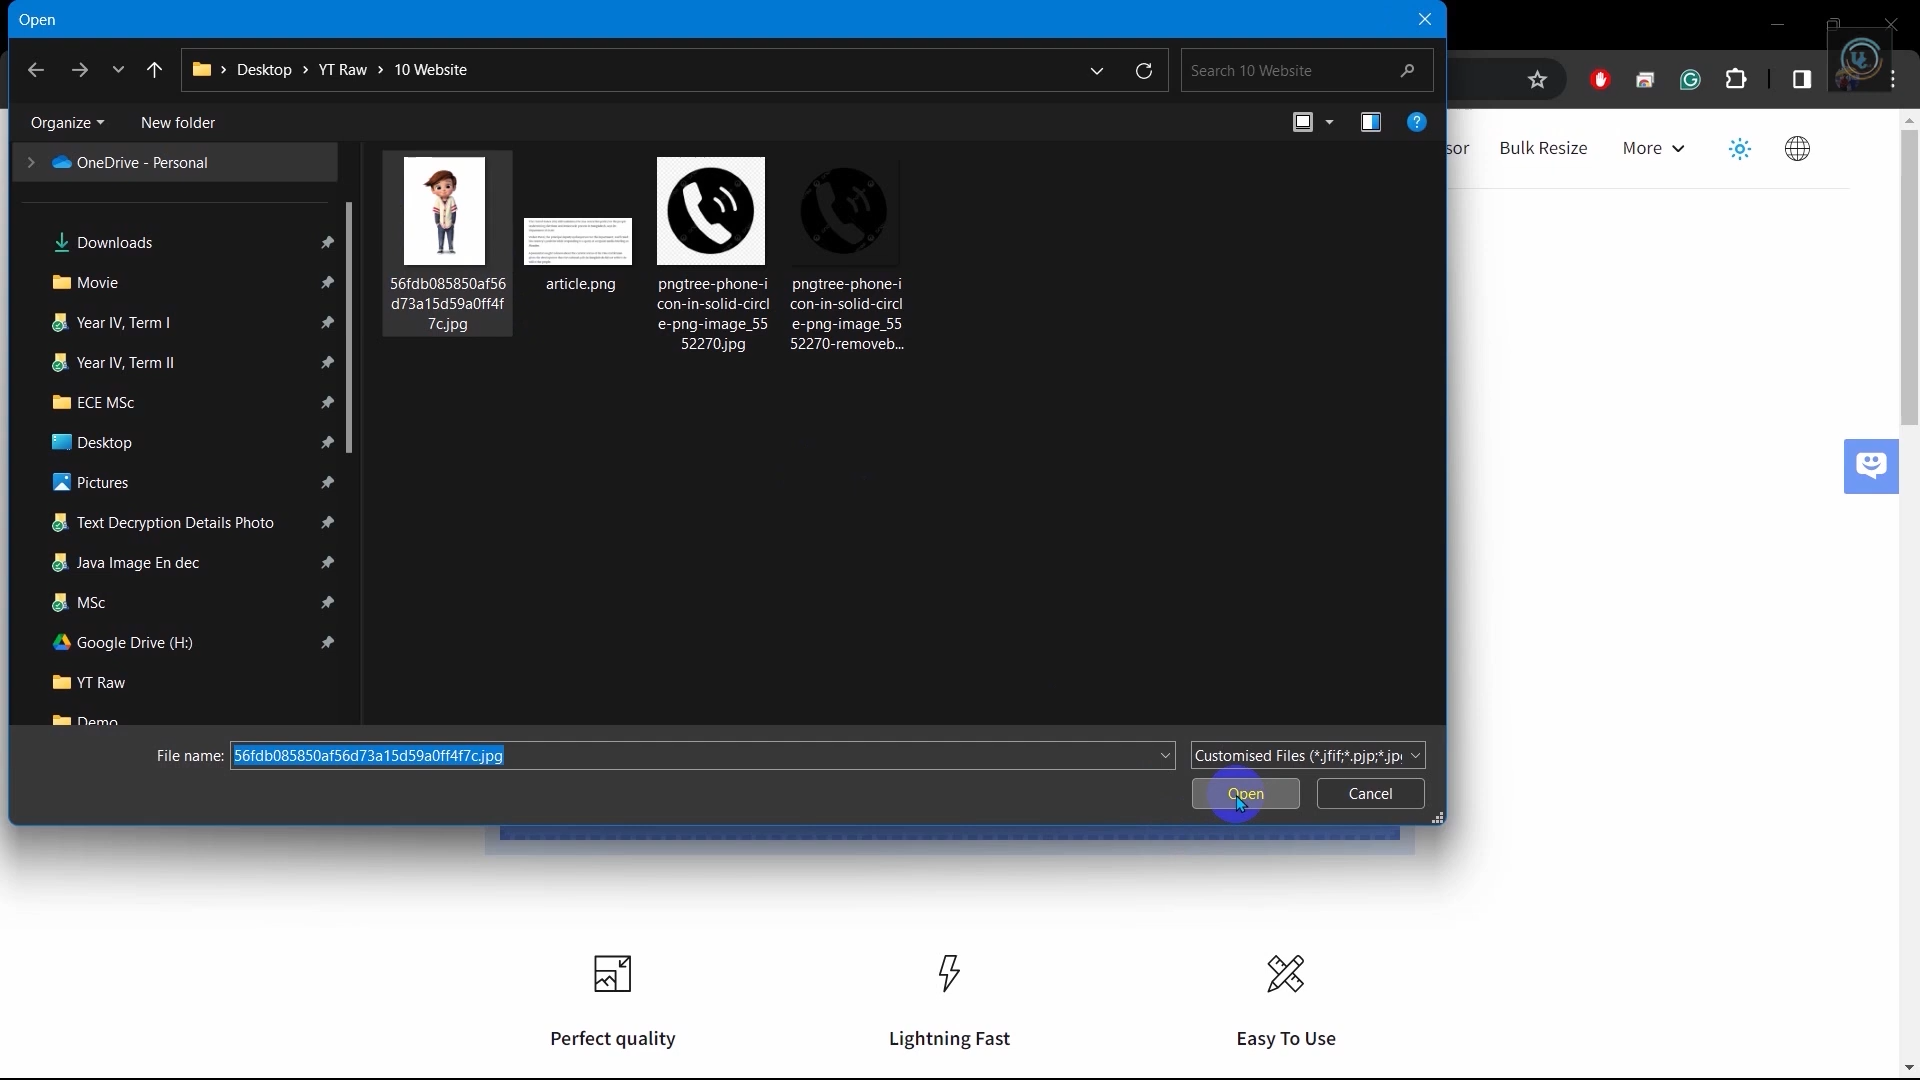 Open
Desktop
YT Raw
10 Website
Search 10 Website
Organize
New folder
sor
Bulk Resize
More
OneDrive - Personal
Downloads
Movie
Year IV, Term I
Year IV, Term II
ECE MSc
Desktop
Pictures
Text Decryption Details Photo
Java Image En dec
MSc
Google Drive (H:)
YT Raw
Demo
56fdb085850af56
d73a15d59a0ff4f
7c.jpg
article.png
pngtree-phone-i
con-in-solid-circl
e-png-image_55
52270.jpg
pngtree-phone-i
con-in-solid-circl
e-png-image_55
52270-removeb...
File name:
56fdb085850af56d73a15d59a0ff4f7c.jpg
Customised Files (*.jfif;*.pjp;*.jp
Open
Cancel
Perfect quality
Lightning Fast
Easy To Use